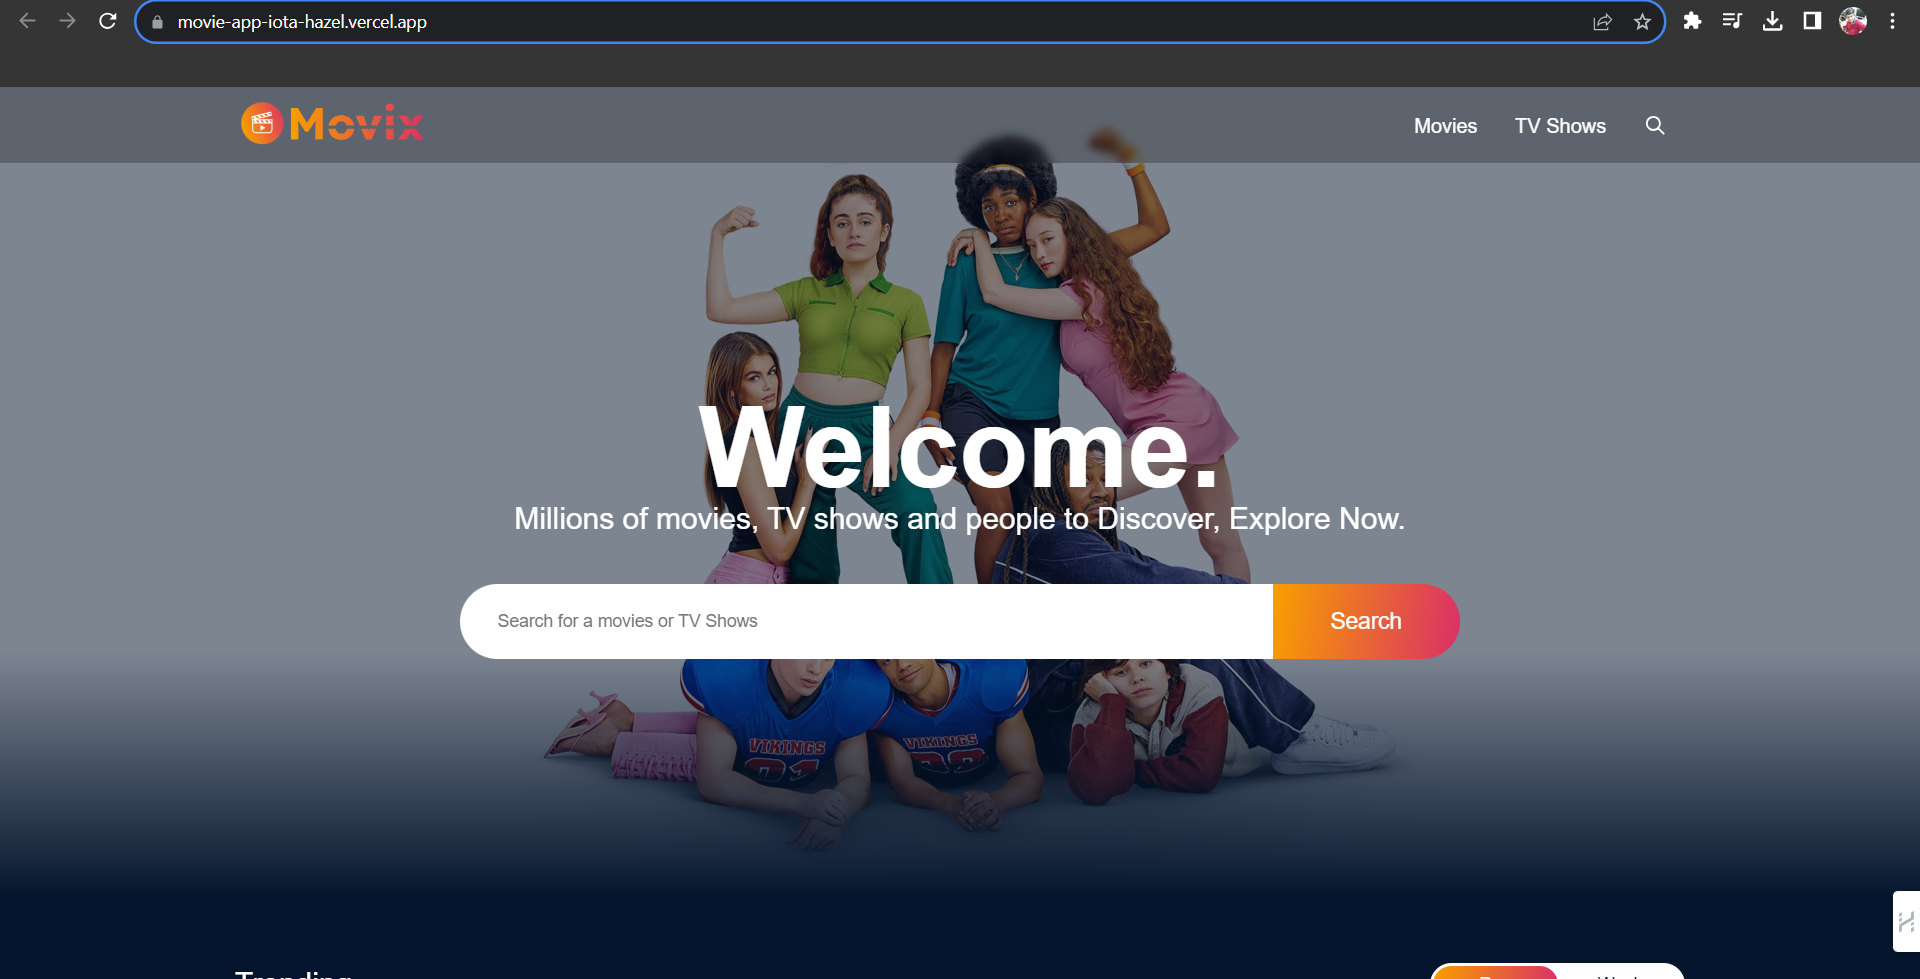 movie-app-iota-hazel.vercel.app
Movix
Movies
TV Shows
Welcome.
Millions of movies, TV shows and people to Discover, Explore Now.
Search for a movies or TV Shows
Search
VIKINGS
VIKINGS
Trending